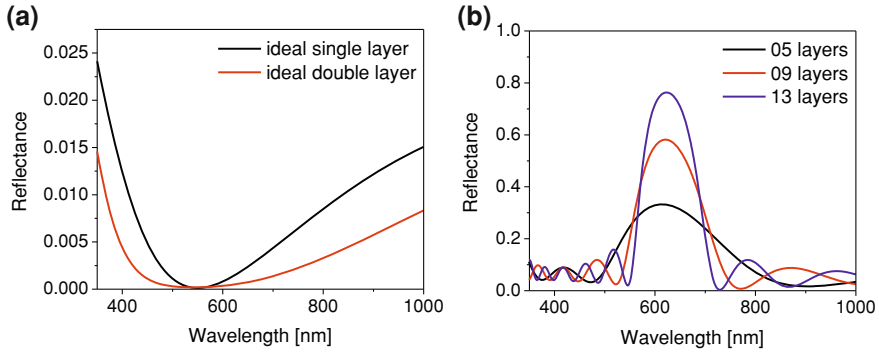 (a)
ideal single layer
ideal double layer
0.025
0.020
0.015
0.010
0.005
0.000
Reflectance
400
600
800
1000
Wavelength [nm]
(b)
05 layers
09 layers
13 layers
1.0
0.8
0.6
0.4
0.2
0.0
Reflectance
400
600
800
1000
Wavelength [nm]